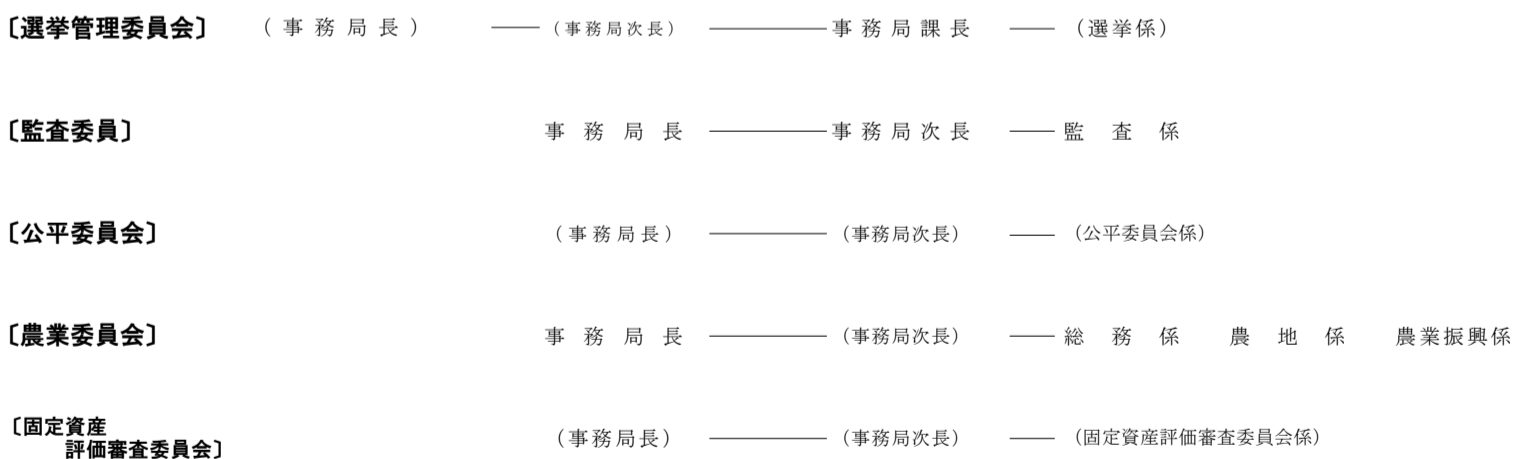 〔選挙管理委員会〕 （事務局長） （事務局次長） 事務局課長 （選挙係）
〔監査委員〕 事務局長 事務局次長 監査係
〔公平委員会〕 （事務局長） （事務局次長） （公平委員会係）
〔農業委員会〕 事務局長 （事務局次長） 総務係 農地係 農業振興係
〔固定資産
評価審査委員会〕 （事務局長） （事務局次長） （固定資産評価審査委員会係）